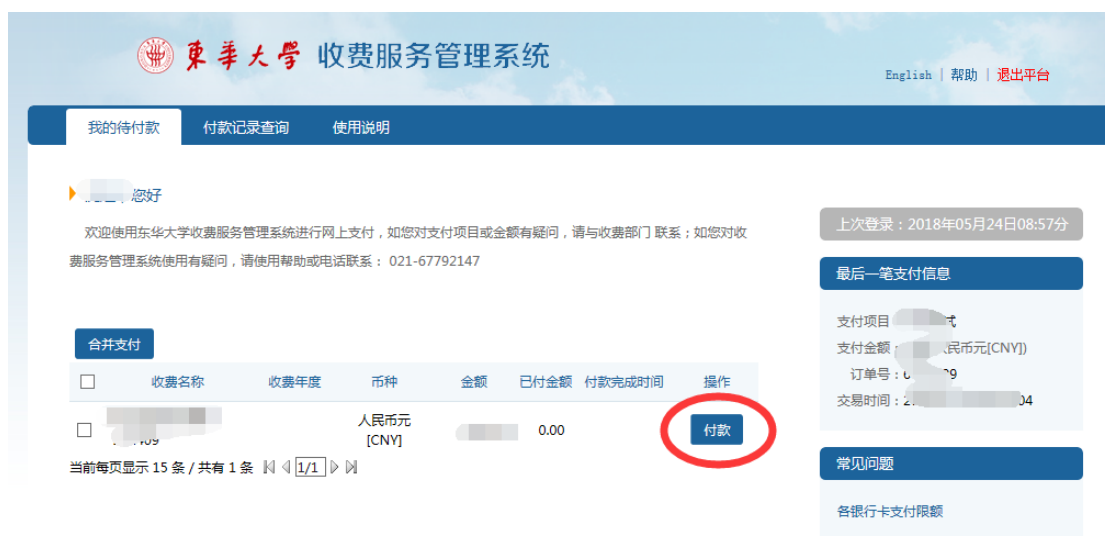 東華大學 收费服务管理系统
English | 帮助 | 退出平台
我的待付款 付款记录查询 使用说明
您好
欢迎使用东华大学收费服务管理系统进行网上支付，如您对支付项目或金额有疑问，请与收费部门 联系；如您对收
费服务管理系统使用有疑问，请使用帮助或电话联系： 021-67792147
上次登录：2018年05月24日08:57分
最后一笔支付信息
支付项目
支付金额： 民币元[CNY])
订单号：
交易时间：
合并支付
收费名称 收费年度 币种 金额 已付金额 付款完成时间 操作
人民币元
[CNY]
0.00 付款
当前每页显示 15 条 / 共有 1 条 1/1
常见问题
各银行卡支付限额